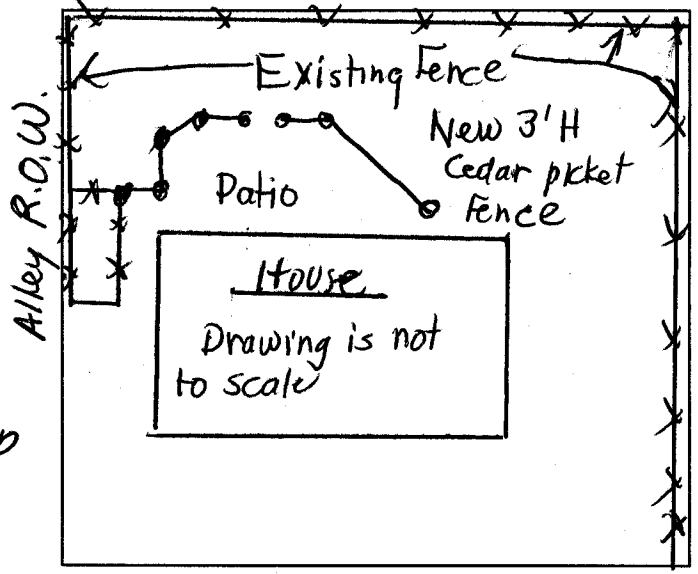 Existing Fence
New 3'H
Cedar picket
Fence
Patio
Alley R.O.W.
House
Drawing is not
to scale